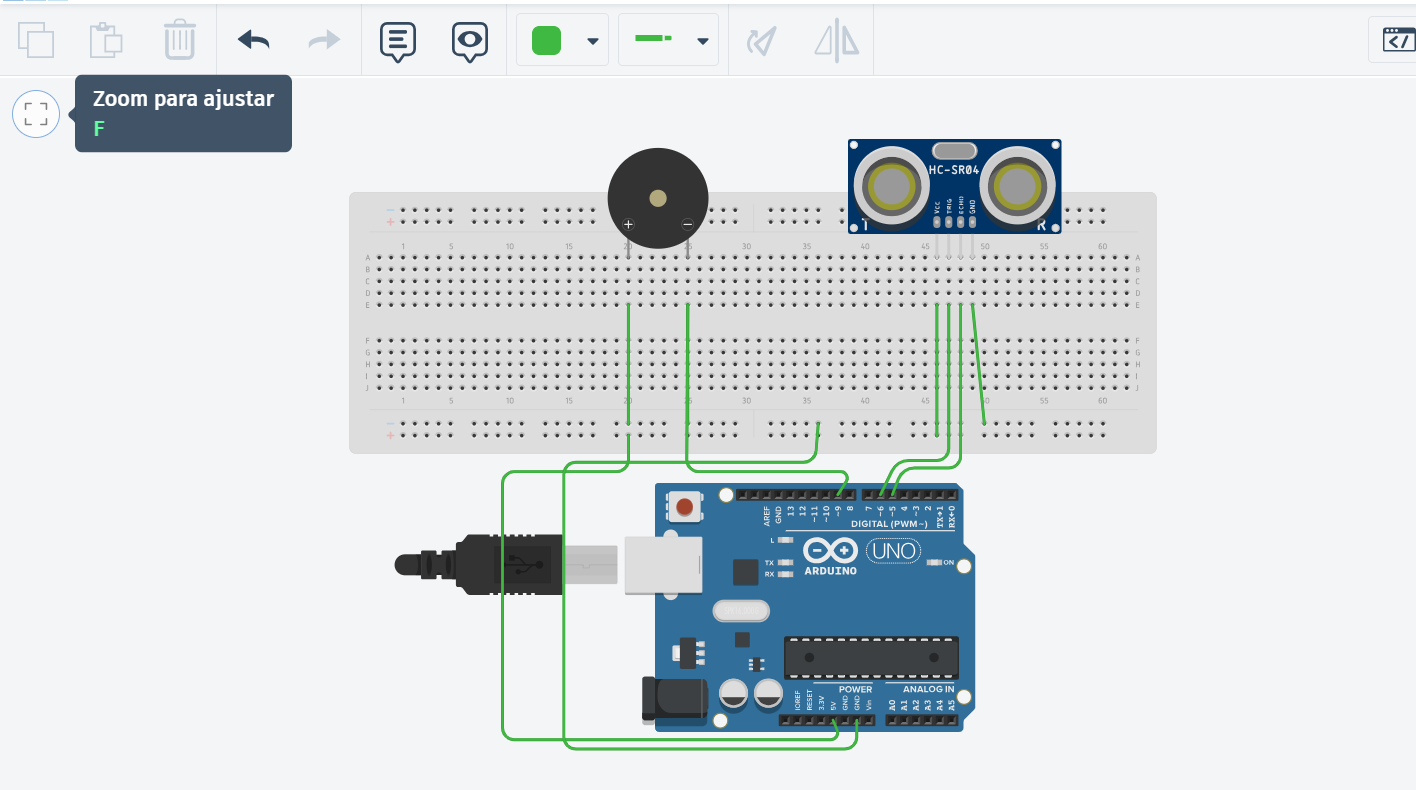 Zoom para ajustar
F
HC-SR04
VCC
TRIG
ECHO
GND
T
R
1 5 10 15 20 25 30 35 40 45 50 55 60
A A
B B
C C
D D
E E
F F
G G
H H
I I
J J
1 5 10 15 20 25 30 35 40 45 50 55 60
AREF
GND
13
12
~11
~10
~9
8
7
~6
~5
4
~3
2
TX→1
RX←0
DIGITAL (PWM~)
L
TX
RX
ARDUINO
UNO
ON
POWER
ANALOG IN
IOREF
RESET
3.3V
5V
GND
GND
Vin
A0
A1
A2
A3
A4
A5